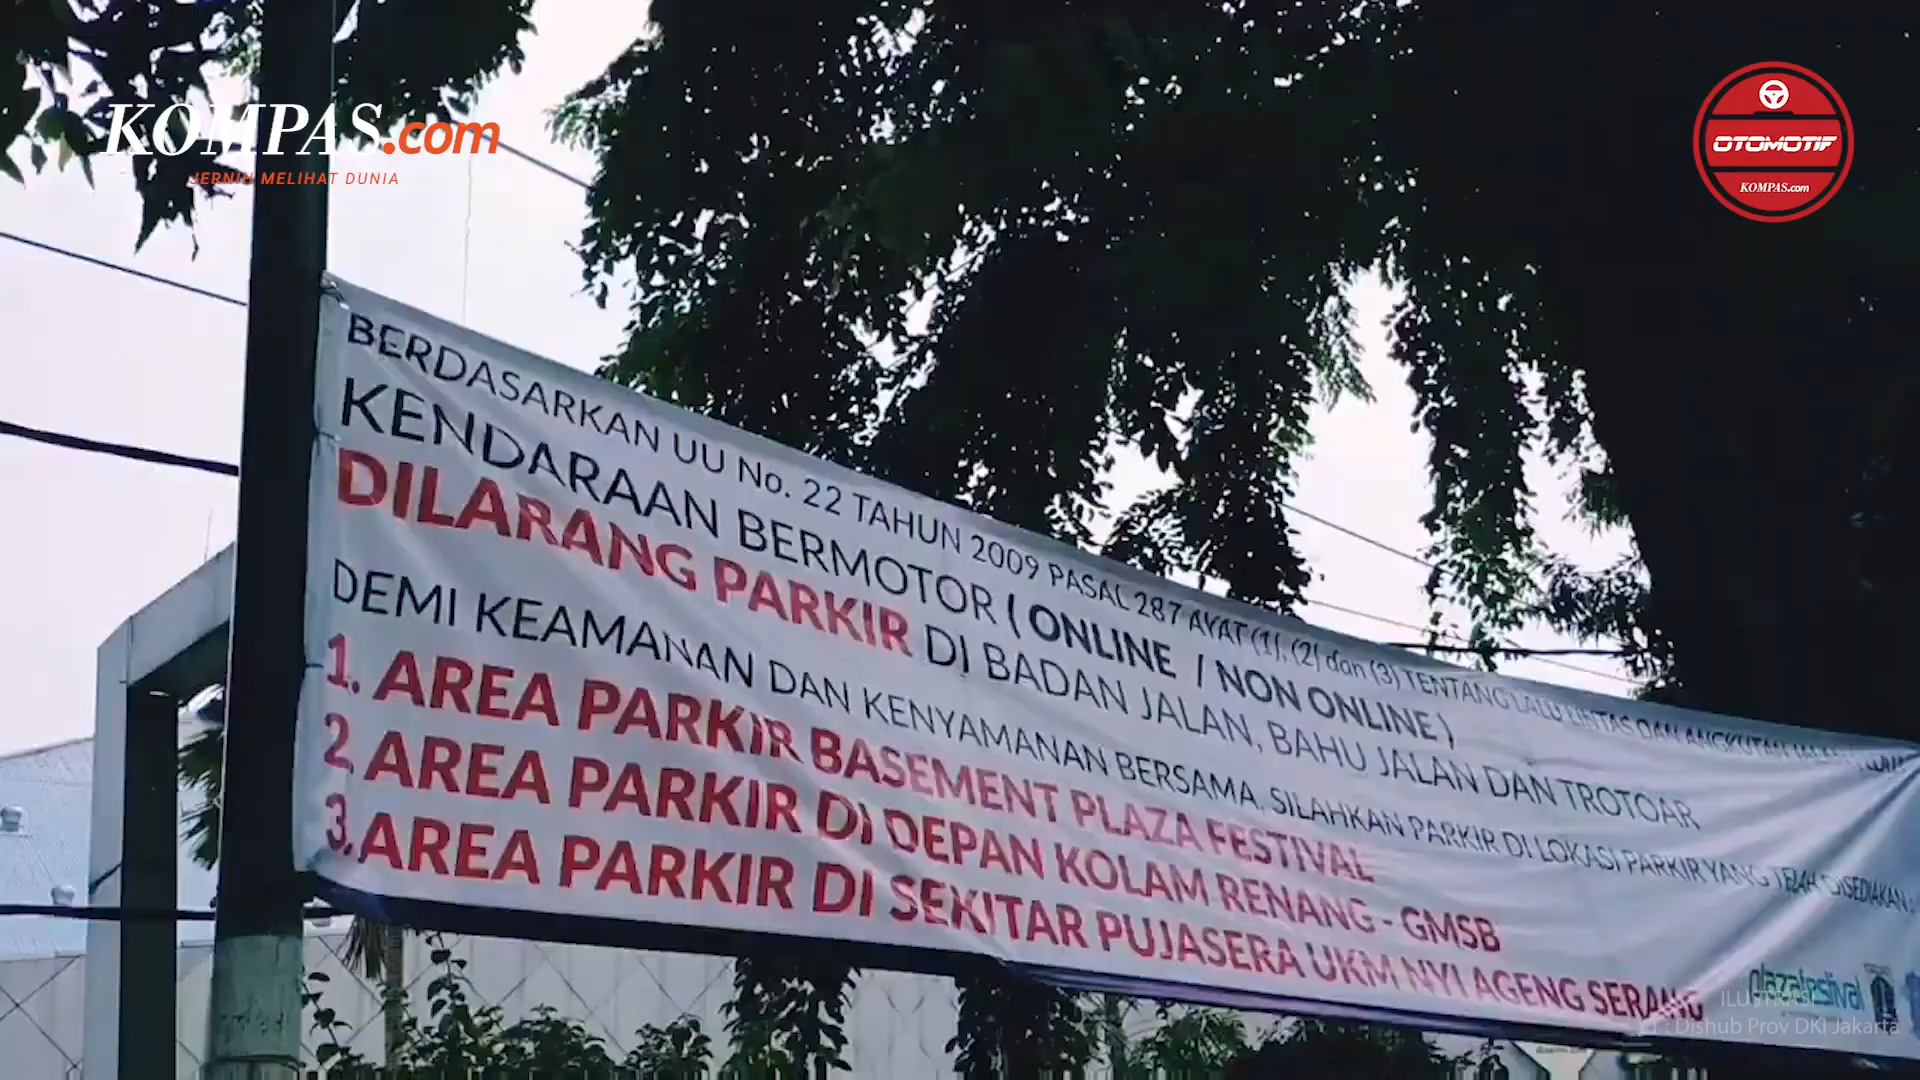 KOMPAS.com
JERNIH MELIHAT DUNIA
OTOMOTIF
KOMPAS.com
BERDASARKAN UU No. 22 TAHUN 2009 PASAL 287 AYAT (1), (2) dan (3) TENTANG LALU LINTAS DAN ANGKUTAN JALAN
KENDARAAN BERMOTOR ( ONLINE / NON ONLINE )
DILARANG PARKIR DI BADAN JALAN, BAHU JALAN DAN TROTOAR
DEMI KEAMANAN DAN KENYAMANAN BERSAMA, SILAHKAN PARKIR DI LOKASI PARKIR YANG TELAH DISEDIAKAN
1. AREA PARKIR BASEMENT PLAZA FESTIVAL
2. AREA PARKIR DI DEPAN KOLAM RENANG - GMSB
3. AREA PARKIR DI SEKITAR PUJASERA UKM NYI AGENG SERANG
plazafestival
ILUSTRASI
YT : Dishub Prov DKI Jakarta